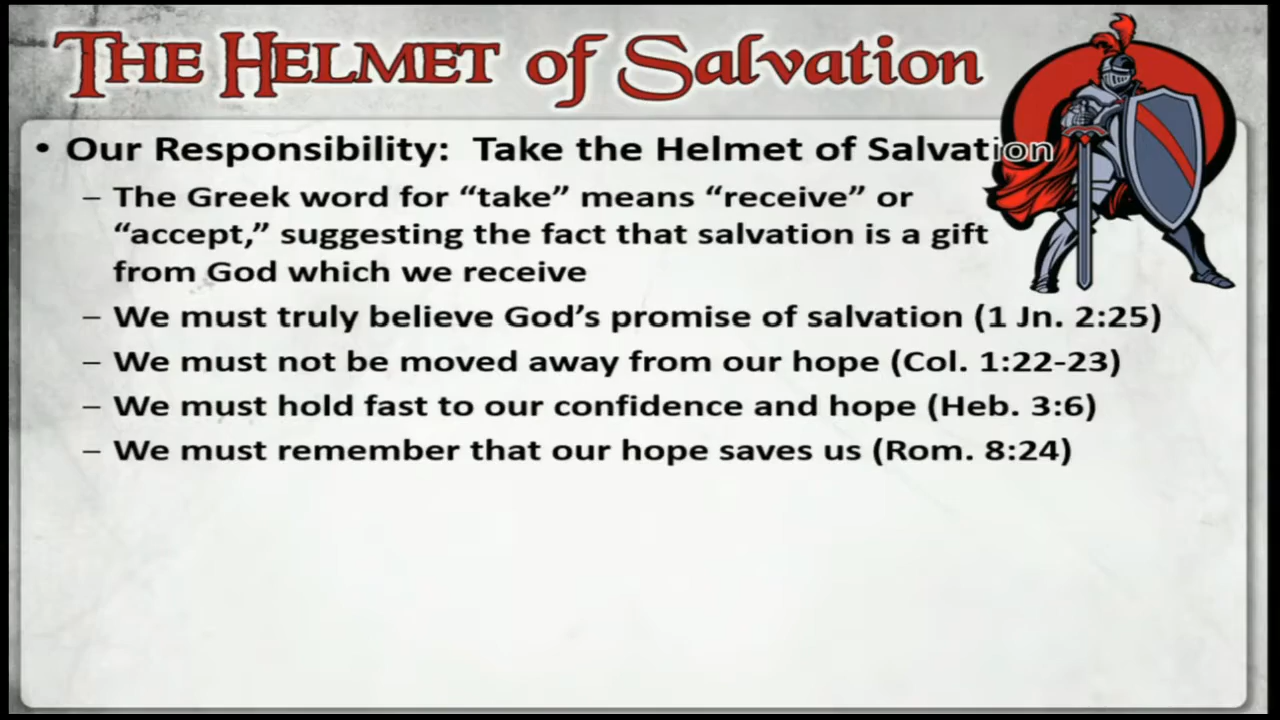 THE HELMET of Salvation
• Our Responsibility: Take the Helmet of Salvation
– The Greek word for “take” means “receive” or
“accept,” suggesting the fact that salvation is a gift
from God which we receive
– We must truly believe God’s promise of salvation (1 Jn. 2:25)
– We must not be moved away from our hope (Col. 1:22-23)
– We must hold fast to our confidence and hope (Heb. 3:6)
– We must remember that our hope saves us (Rom. 8:24)